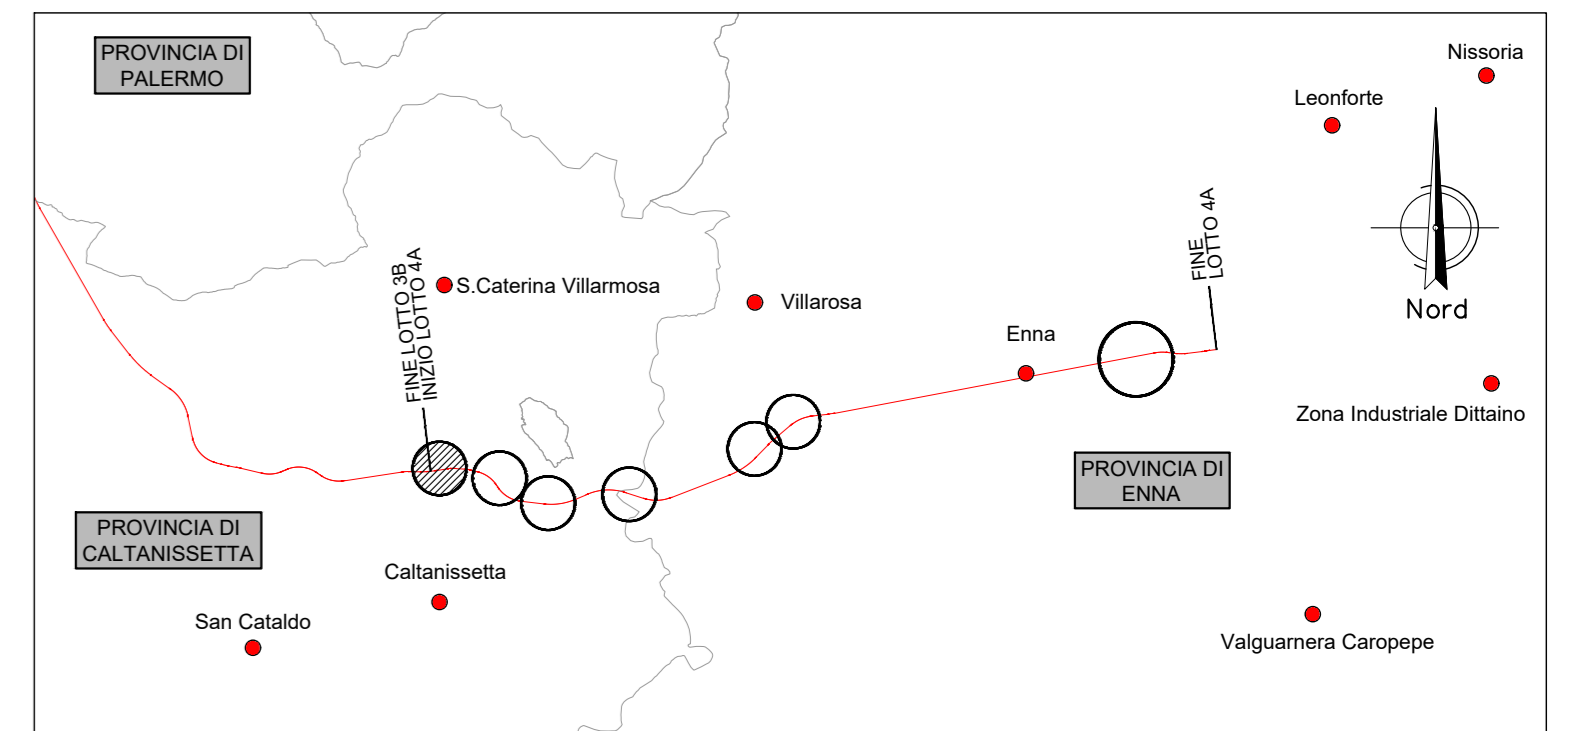 PROVINCIA DI
PALERMO
Nissoria
Leonforte
Nord
FINE
LOTTO 4A
FINE LOTTO 3B
INIZIO LOTTO 4A
S.Caterina Villarmosa
Villarosa
Enna
Zona Industriale Dittaino
PROVINCIA DI
ENNA
PROVINCIA DI
CALTANISSETTA
Caltanissetta
San Cataldo
Valguarnera Caropepe